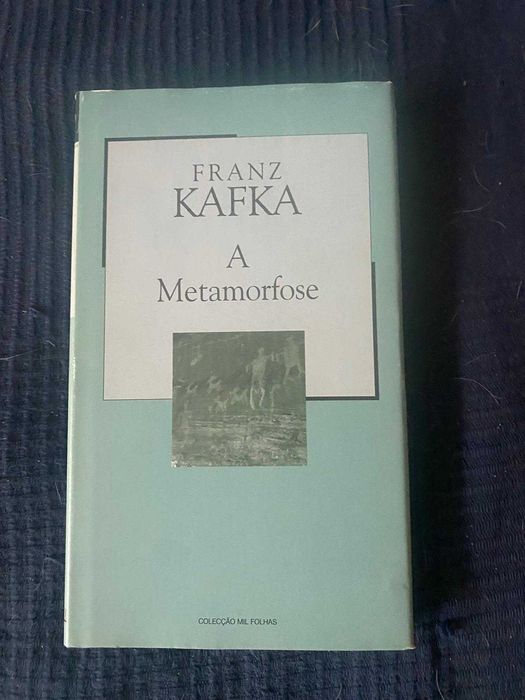 FRANZ
KAFKA
A
Metamorfose
COLECÇÃO MIL FOLHAS